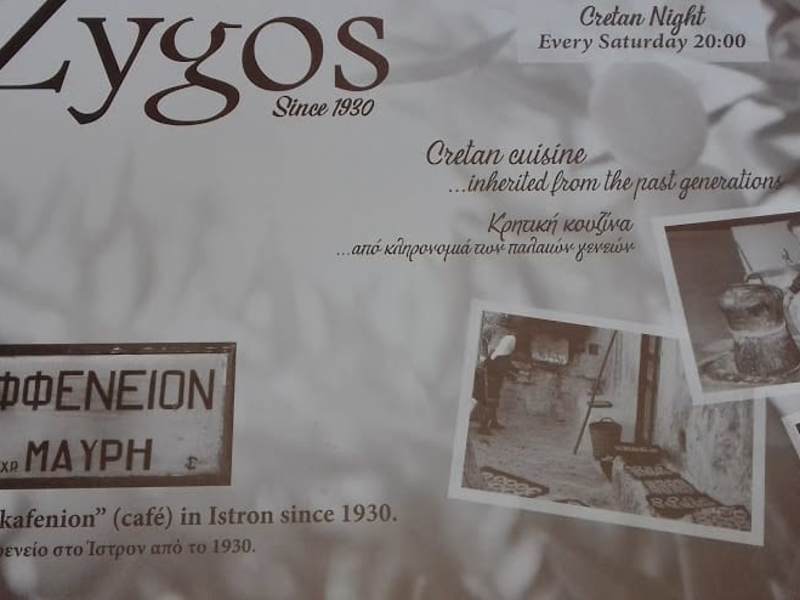 Zygos
Since 1930
Cretan Night
Every Saturday 20:00
Cretan cuisine
...inherited from the past generations
Κρητική κουζίνα
...από κληρονομιά των παλαιών γενεών
ΦΦΕΝΕΙΟΝ
ΜΑΥΡΗ
kafenion” (café) in Istron since 1930.
ενείο στο Ίστρον από το 1930.